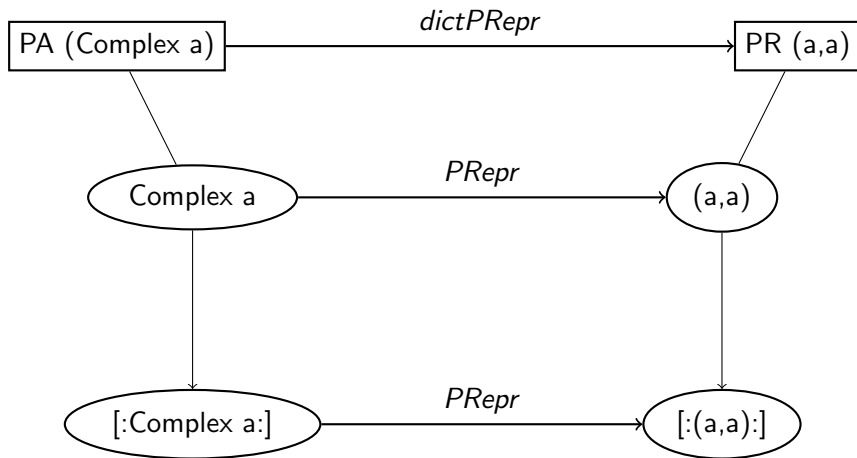 dictPRepr
PA (Complex a)
PR (a,a)
PRepr
Complex a
(a,a)
PRepr
[:Complex a:]
[:(a,a):]